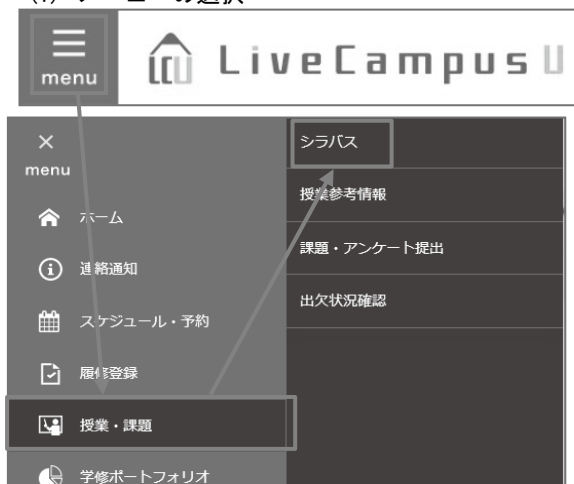 menu
LiveCampusU
menu
ホーム
連絡通知
スケジュール・予約
履修登録
授業・課題
学修ポートフォリオ
シラバス
授業参考情報
課題・アンケート提出
出欠状況確認